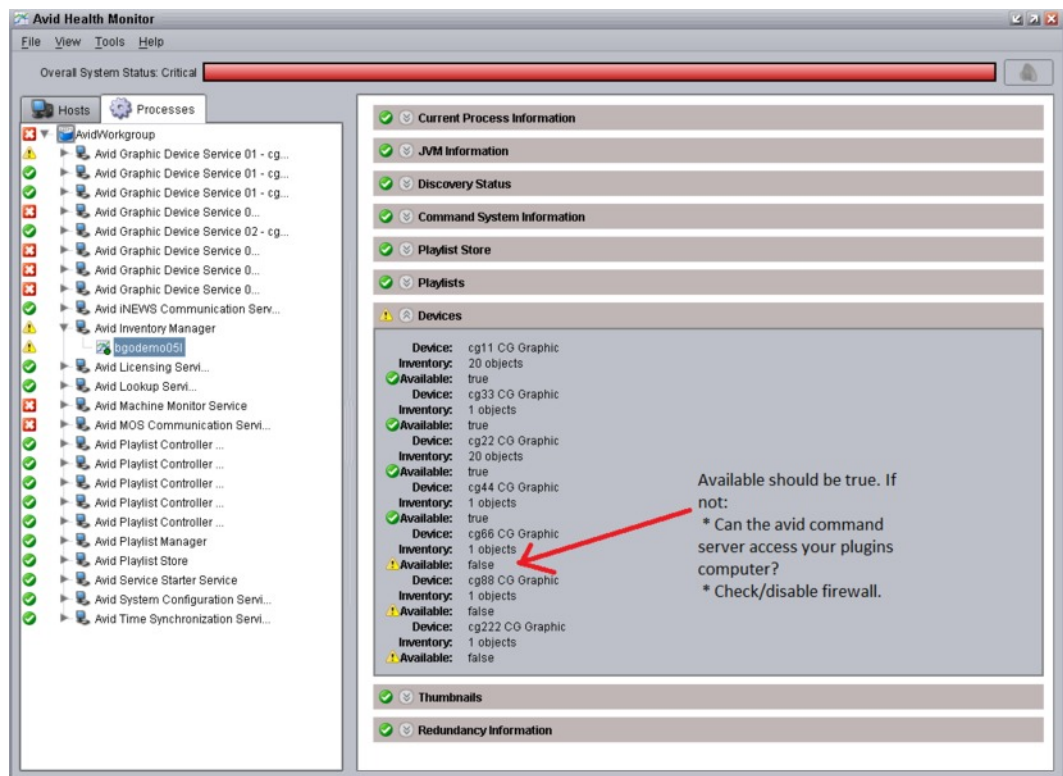 Avid Health Monitor
File View Tools Help
Overall System Status: Critical
Hosts Processes
AvidWorkgroup
Avid Graphic Device Service 01 - cg...
Avid Graphic Device Service 01 - cg...
Avid Graphic Device Service 01 - cg...
Avid Graphic Device Service 0...
Avid Graphic Device Service 02 - cg...
Avid Graphic Device Service 0...
Avid Graphic Device Service 0...
Avid Graphic Device Service 0...
Avid iNEWS Communication Serv...
Avid Inventory Manager
bgodemo05l
Avid Licensing Servi...
Avid Lookup Servi...
Avid Machine Monitor Service
Avid MOS Communication Servi...
Avid Playlist Controller ...
Avid Playlist Controller ...
Avid Playlist Controller ...
Avid Playlist Controller ...
Avid Playlist Controller ...
Avid Playlist Manager
Avid Playlist Store
Avid Service Starter Service
Avid System Configuration Servi...
Avid Time Synchronization Servi...
Current Process Information
JVM Information
Discovery Status
Command System Information
Playlist Store
Playlists
Devices
Device: cg11 CG Graphic
Inventory: 20 objects
Available: true
Device: cg33 CG Graphic
Inventory: 1 objects
Available: true
Device: cg22 CG Graphic
Inventory: 20 objects
Available: true
Device: cg44 CG Graphic
Inventory: 1 objects
Available: true
Device: cg66 CG Graphic
Inventory: 1 objects
Available: false
Device: cg88 CG Graphic
Inventory: 1 objects
Available: false
Device: cg222 CG Graphic
Inventory: 1 objects
Available: false
Available should be true. If
not:
* Can the avid command
server access your plugins
computer?
* Check/disable firewall.
Thumbnails
Redundancy Information